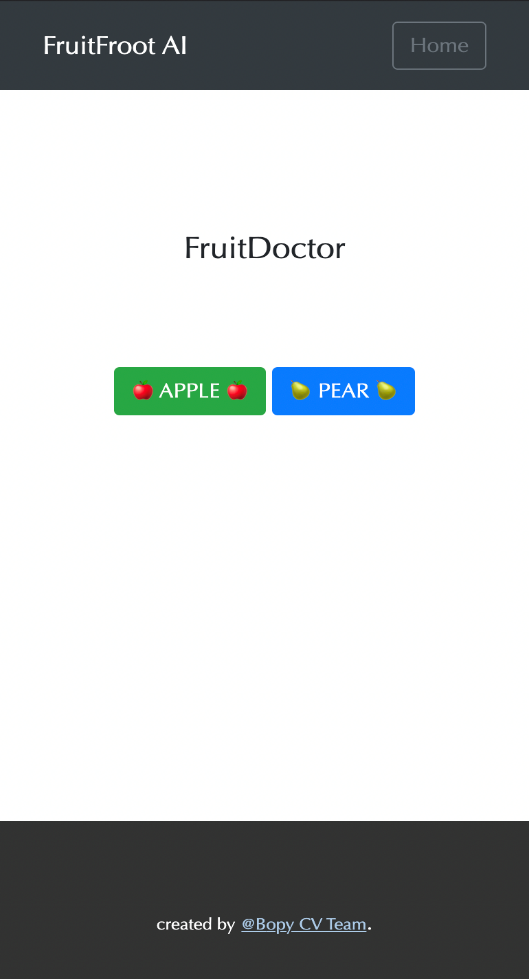 FruitFroot AI
Home
FruitDoctor
🍎 APPLE 🍎
🍐 PEAR 🍐
created by @Bopy CV Team.